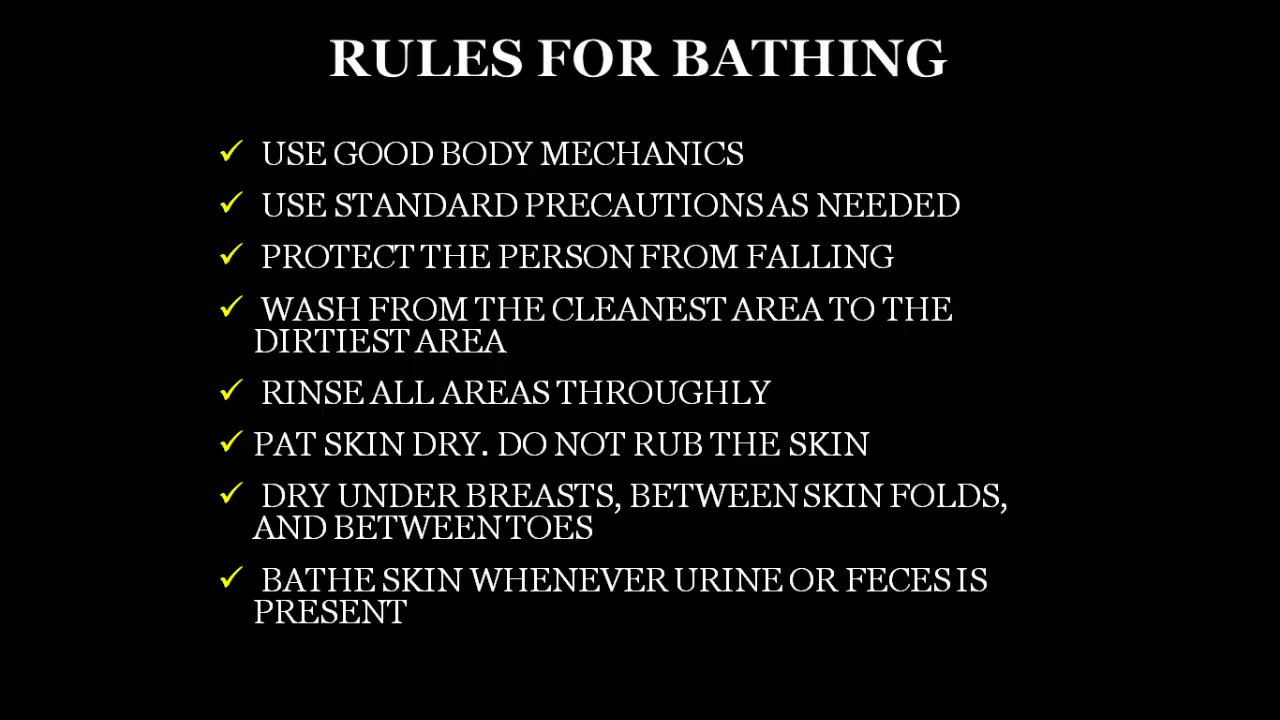 RULES FOR BATHING
✓ USE GOOD BODY MECHANICS
✓ USE STANDARD PRECAUTIONS AS NEEDED
✓ PROTECT THE PERSON FROM FALLING
✓ WASH FROM THE CLEANEST AREA TO THE
DIRTIEST AREA
✓ RINSE ALL AREAS THROUGHLY
✓ PAT SKIN DRY. DO NOT RUB THE SKIN
✓ DRY UNDER BREASTS, BETWEEN SKIN FOLDS,
AND BETWEEN TOES
✓ BATHE SKIN WHENEVER URINE OR FECES IS
PRESENT